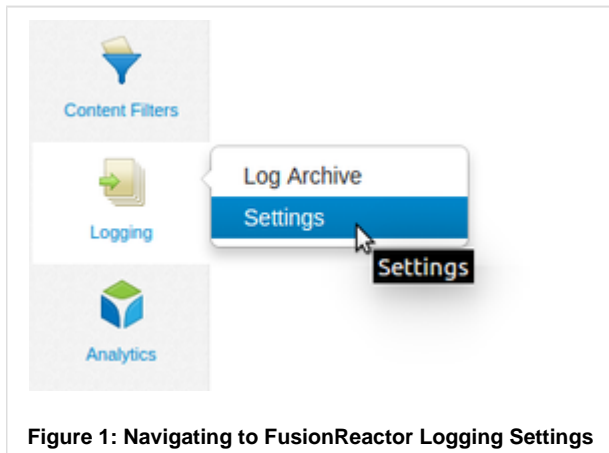 Content Filters
Logging
Log Archive
Settings
Settings
Analytics
Figure 1: Navigating to FusionReactor Logging Settings